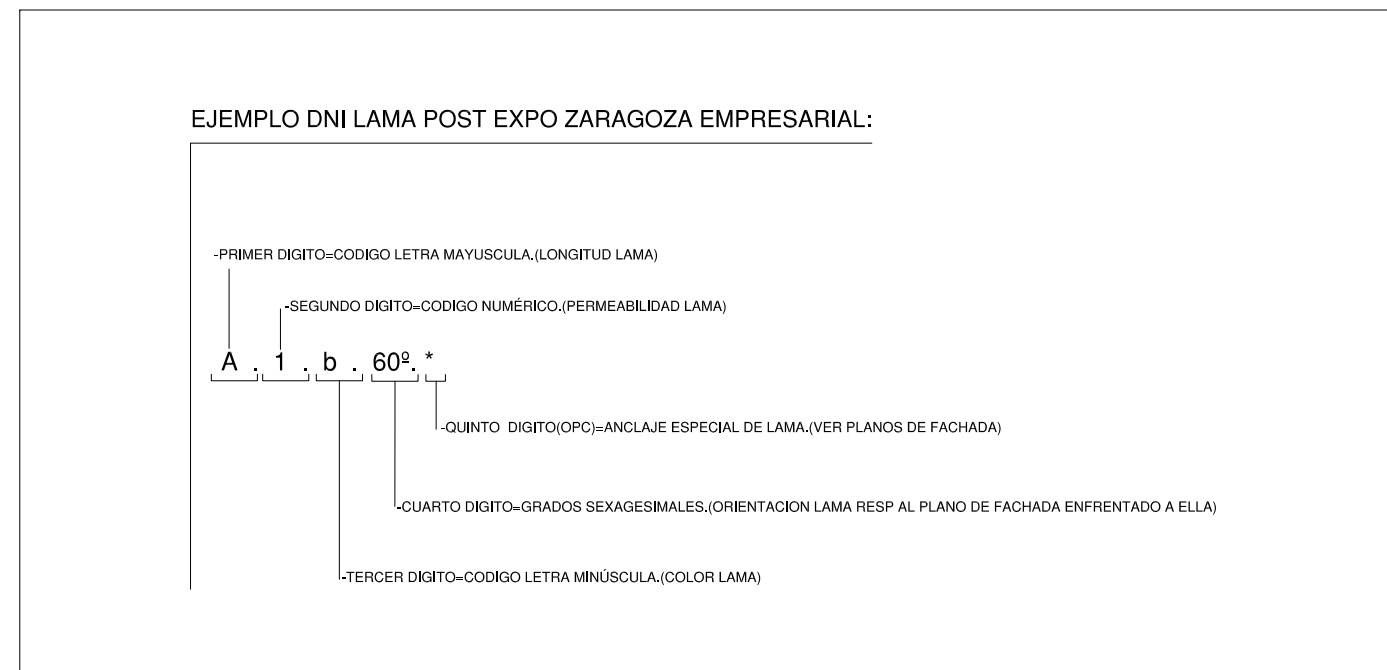 EJEMPLO DNI LAMA POST EXPO ZARAGOZA EMPRESARIAL:
-PRIMER DIGITO=CODIGO LETRA MAYUSCULA.(LONGITUD LAMA)
-SEGUNDO DIGITO=CODIGO NUMÉRICO.(PERMEABILIDAD LAMA)
A . 1 . b . 60º. *
-QUINTO DIGITO(OPC)=ANCLAJE ESPECIAL DE LAMA.(VER PLANOS DE FACHADA)
-CUARTO DIGITO=GRADOS SEXAGESIMALES.(ORIENTACION LAMA RESP AL PLANO DE FACHADA ENFRENTADO A ELLA)
-TERCER DIGITO=CODIGO LETRA MINÚSCULA.(COLOR LAMA)